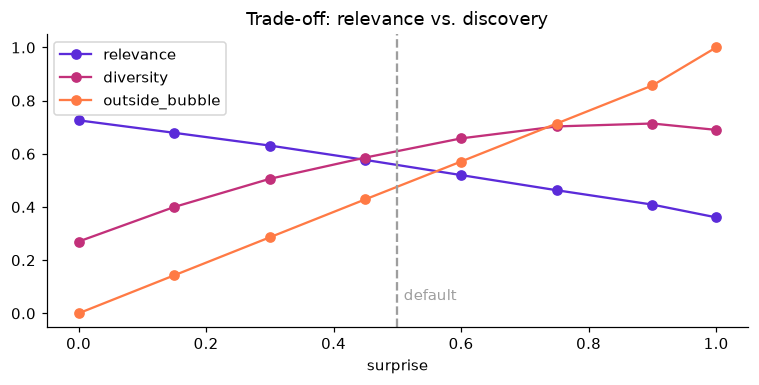 Trade-off: relevance vs. discovery
relevance
diversity
outside_bubble
1.0
0.8
0.6
0.4
0.2
0.0
default
0.0 0.2 0.4 0.6 0.8 1.0
surprise